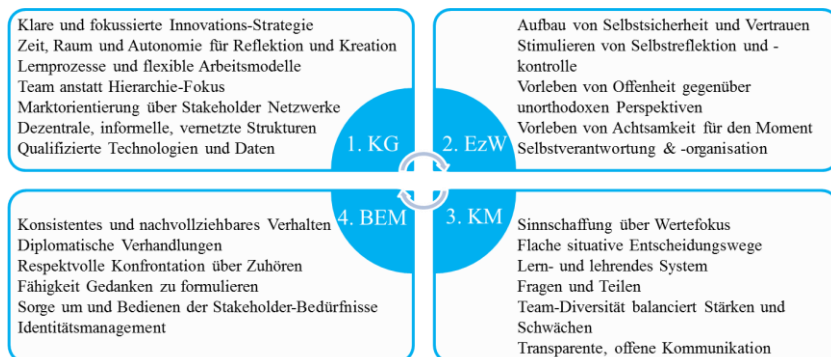 Klare und fokussierte Innovations-Strategie
Zeit, Raum und Autonomie für Reflektion und Kreation
Lernprozesse und flexible Arbeitsmodelle
Team anstatt Hierarchie-Fokus
Marktorientierung über Stakeholder Netzwerke
Dezentrale, informelle, vernetzte Strukturen
Qualifizierte Technologien und Daten
1. KG
Aufbau von Selbstsicherheit und Vertrauen
Stimulieren von Selbstreflektion und -
kontrolle
Vorleben von Offenheit gegenüber
unorthodoxen Perspektiven
Vorleben von Achtsamkeit für den Moment
Selbstverantwortung & -organisation
2. EzW
Konsistentes und nachvollziehbares Verhalten
Diplomatische Verhandlungen
Respektvolle Konfrontation über Zuhören
Fähigkeit Gedanken zu formulieren
Sorge um und Bedienen der Stakeholder-Bedürfnisse
Identitätsmanagement
4. BEM
3. KM
Sinnschaffung über Wertefokus
Flache situative Entscheidungswege
Lern- und lehrendes System
Fragen und Teilen
Team-Diversität balanciert Stärken und
Schwächen
Transparente, offene Kommunikation